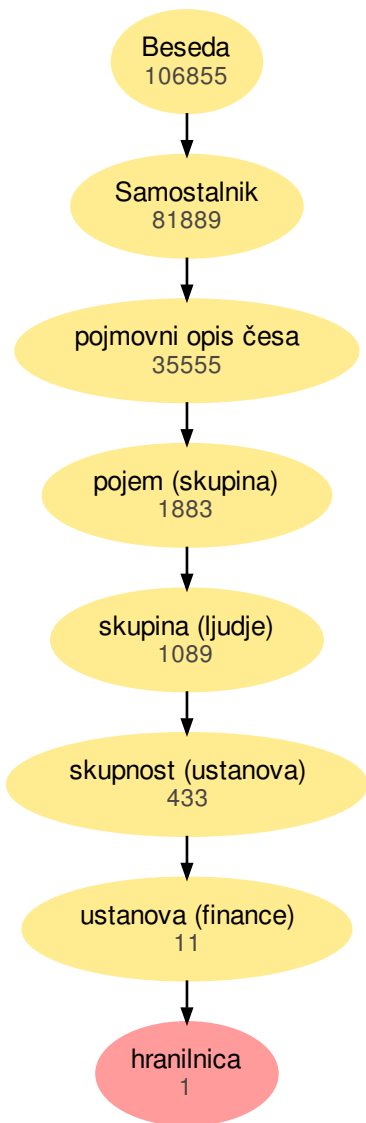 Beseda
106855
Samostalnik
81889
pojmovni opis česa
35555
pojem (skupina)
1883
skupina (ljudje)
1089
skupnost (ustanova)
433
ustanova (finance)
11
hranilnica
1